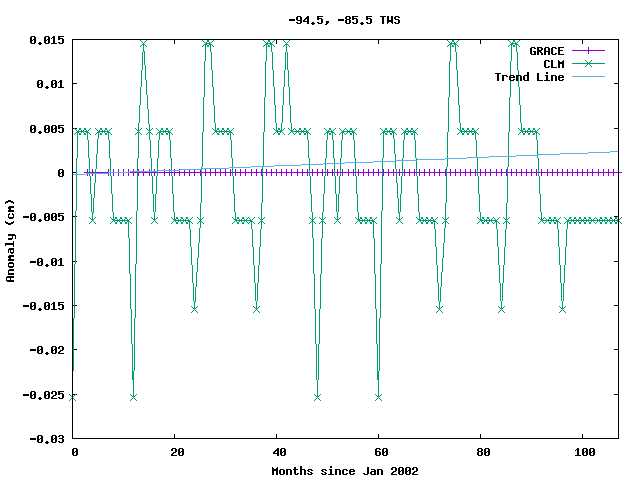 -94.5, -85.5 TWS
0.015
0.01
0.005
0
-0.005
-0.01
-0.015
-0.02
-0.025
-0.03
Anomaly (cm)
GRACE
CLM
Trend Line
0 20 40 60 80 100
Months since Jan 2002